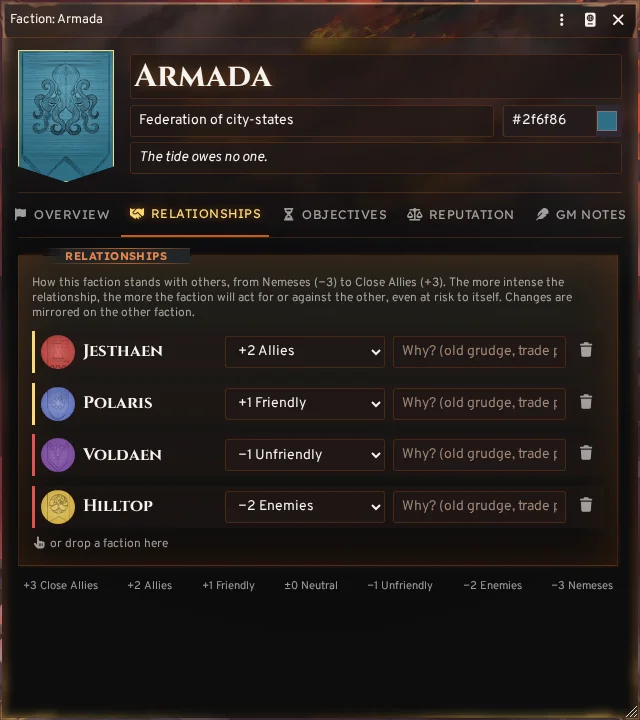 Faction: Armada
ARMADA
Federation of city-states
#2f6f86
The tide owes no one.
OVERVIEW
RELATIONSHIPS
OBJECTIVES
REPUTATION
GM NOTES
RELATIONSHIPS
How this faction stands with others, from Nemeses (−3) to Close Allies (+3). The more intense the
relationship, the more the faction will act for or against the other, even at risk to itself. Changes are
mirrored on the other faction.
JESTHAEN
+2 Allies
Why? (old grudge, trade p
POLARIS
+1 Friendly
Why? (old grudge, trade p
VOLDAEN
−1 Unfriendly
Why? (old grudge, trade p
HILLTOP
−2 Enemies
Why? (old grudge, trade p
or drop a faction here
+3 Close Allies
+2 Allies
+1 Friendly
±0 Neutral
−1 Unfriendly
−2 Enemies
−3 Nemeses